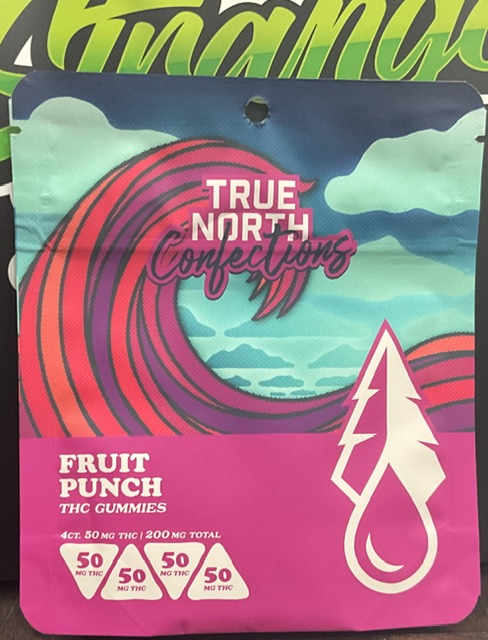 TRUE
NORTH
Confections
FRUIT
PUNCH
THC GUMMIES
4CT. 50 MG THC | 200 MG TOTAL
50
MG THC
50
MG THC
50
MG THC
50
MG THC